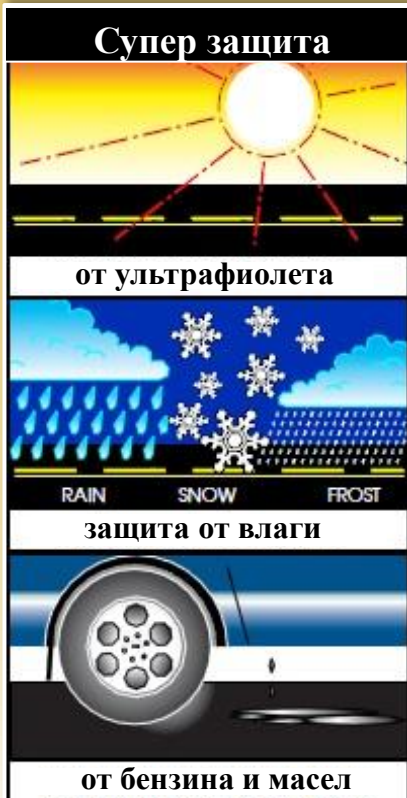 Супер защита
от ультрафиолета
RAIN SNOW FROST
защита от влаги
от бензина и масел